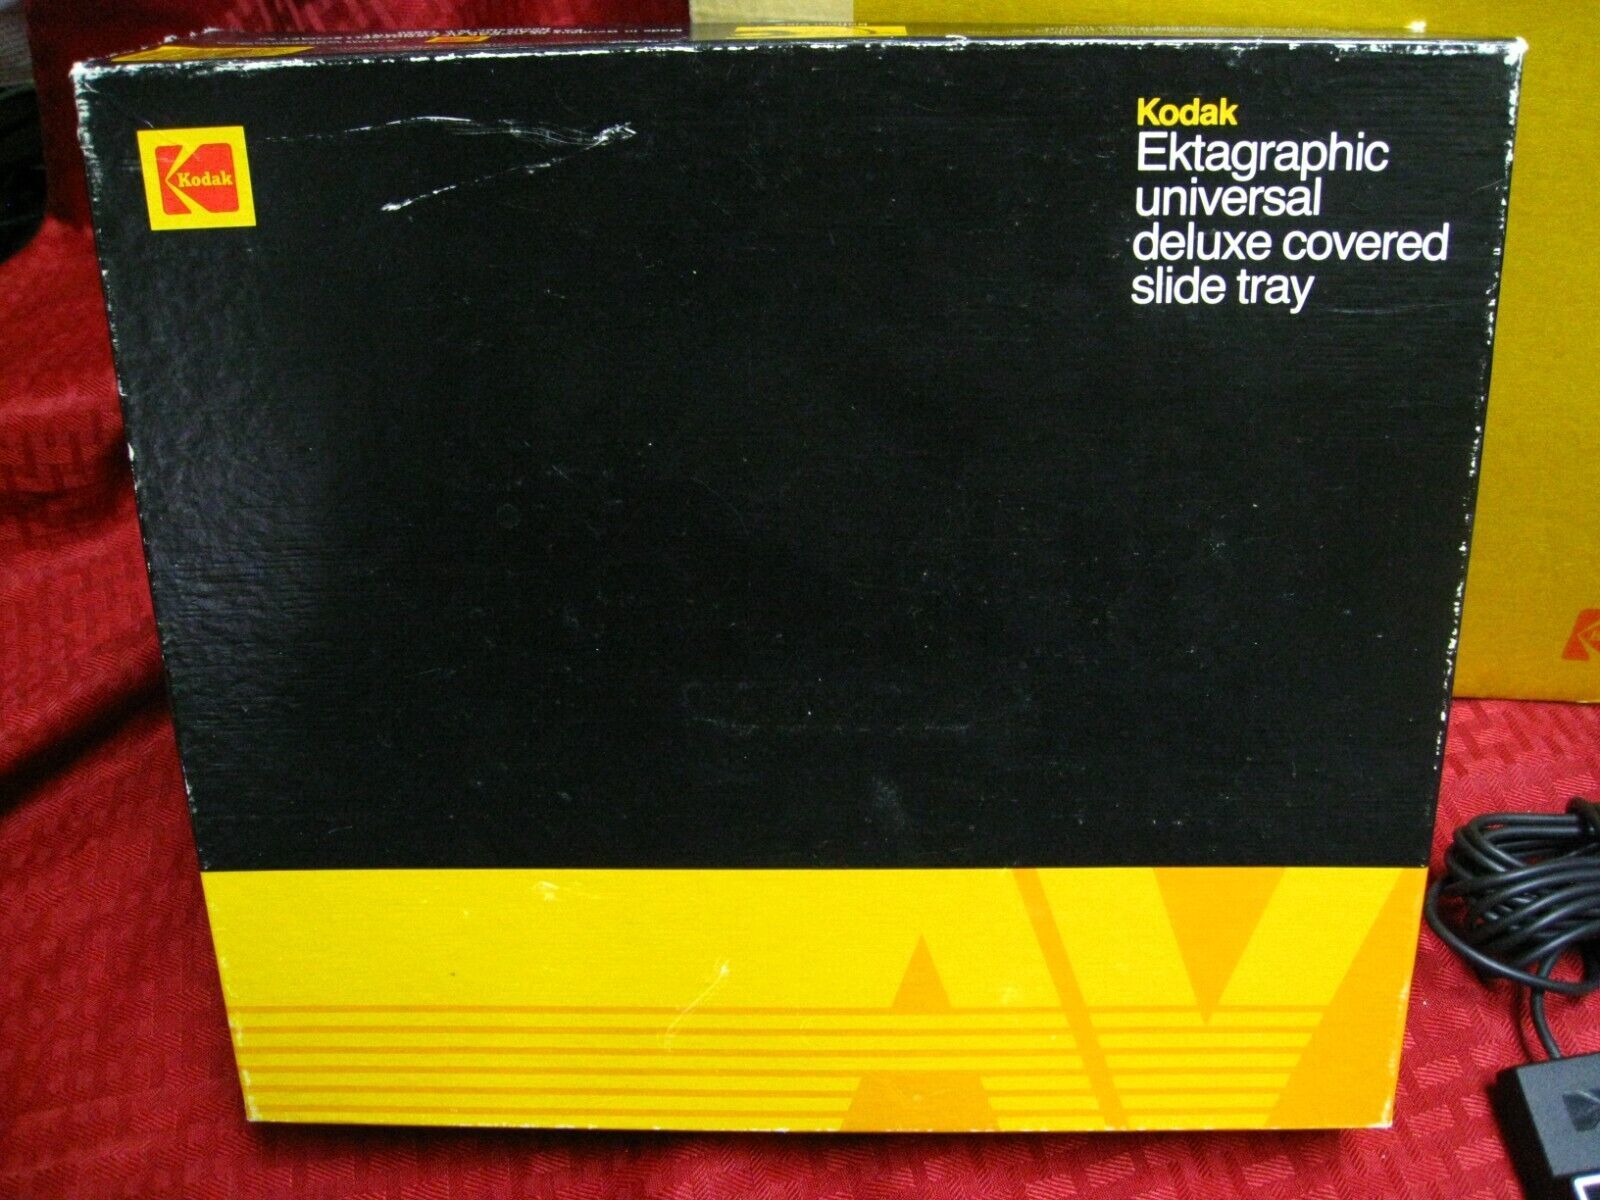 Kodak
Kodak
Ektagraphic
universal
deluxe covered
slide tray
AV